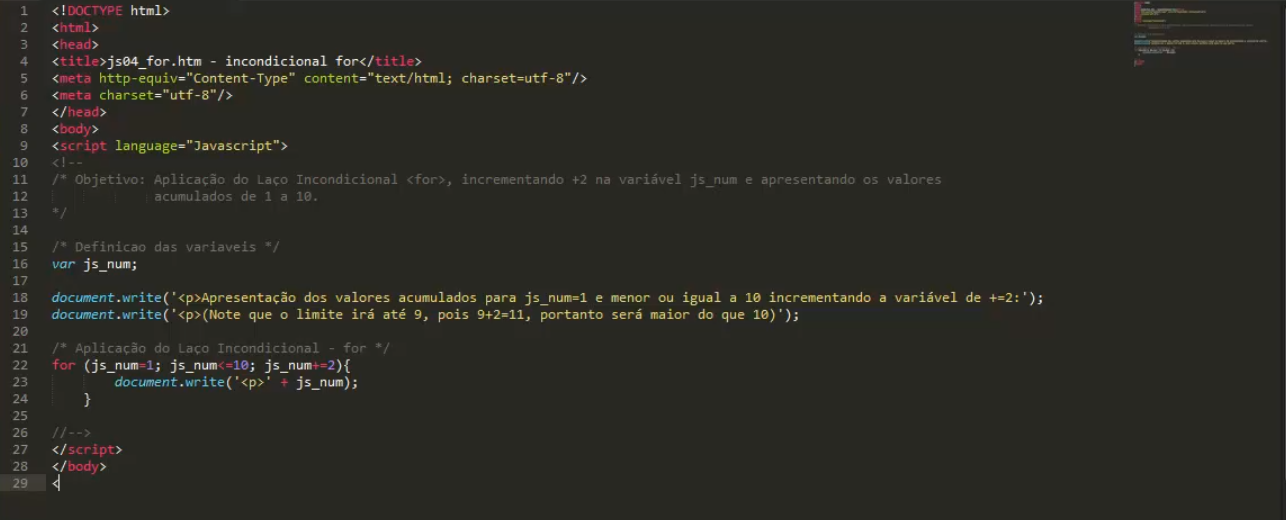 1 <!DOCTYPE html>
2 <html>
3 <head>
4 <title>js04_for.htm - incondicional for</title>
5 <meta http-equiv="Content-Type" content="text/html; charset=utf-8"/>
6 <meta charset="utf-8"/>
7 </head>
8 <body>
9 <script language="Javascript">
10 <!--
11 /* Objetivo: Aplicação do Laço Incondicional <for>, incrementando +2 na variável js_num e apresentando os valores
12 acumulados de 1 a 10.
13 */
14
15 /* Definicao das variaveis */
16 var js_num;
17
18 document.write('<p>Apresentação dos valores acumulados para js_num=1 e menor ou igual a 10 incrementando a variável de +=2:');
19 document.write('<p>(Note que o limite irá até 9, pois 9+2=11, portanto será maior do que 10)');
20
21 /* Aplicação do Laço Incondicional - for */
22 for (js_num=1; js_num<=10; js_num+=2){
23 document.write('<p>' + js_num);
24 }
25
26 //-->
27 </script>
28 </body>
29 <